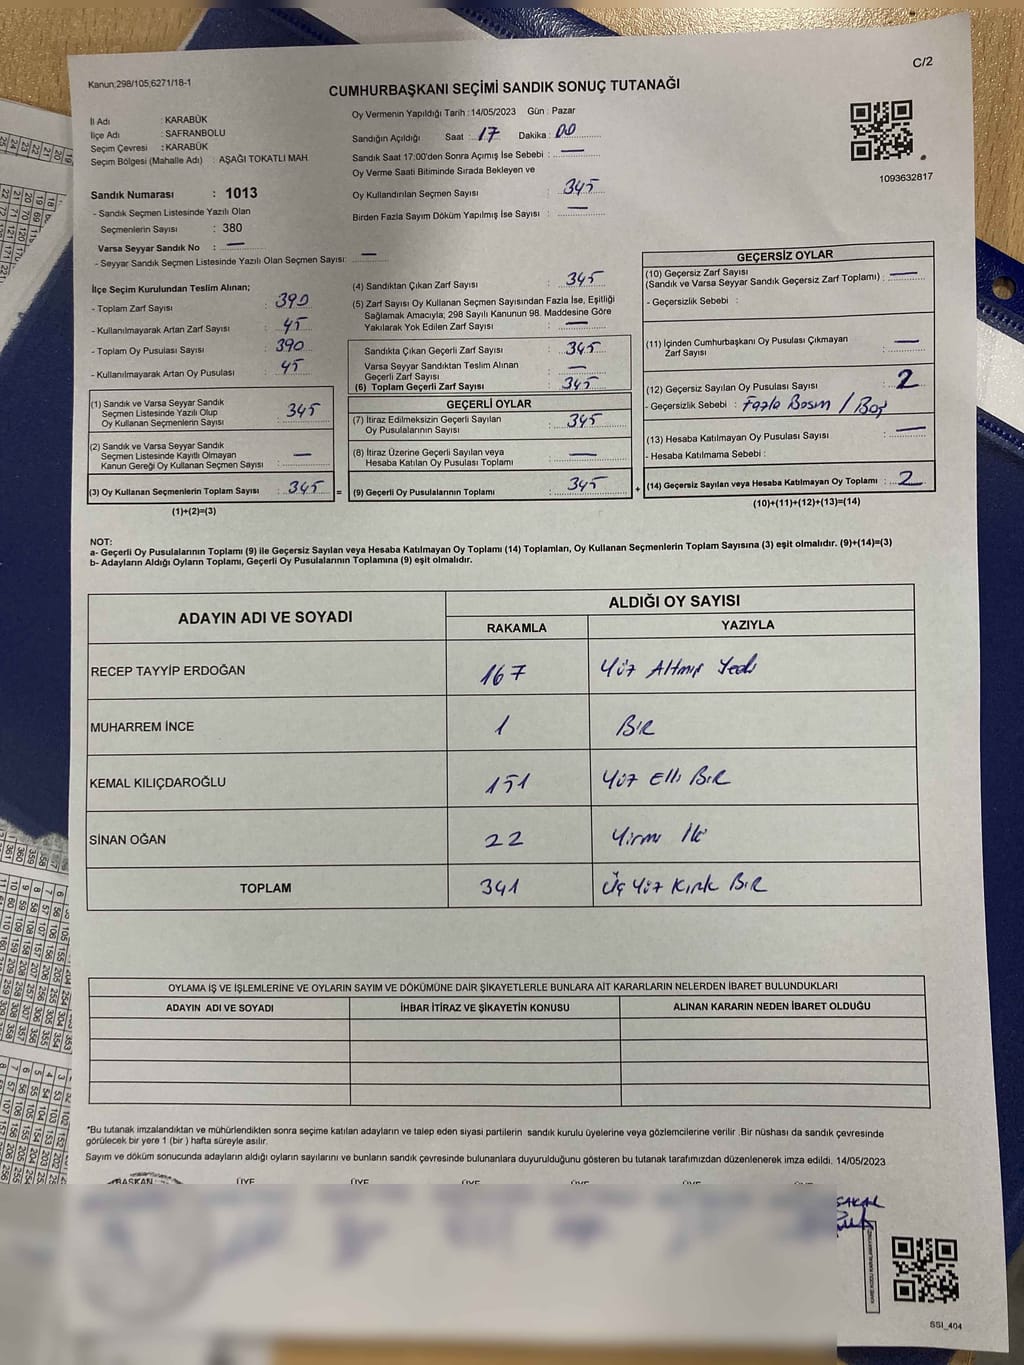 C/2
Kanun;298/105,6271/18-1
CUMHURBAŞKANI SEÇİMİ SANDIK SONUÇ TUTANAĞI
İl Adı : KARABÜK
İlçe Adı : SAFRANBOLU
Seçim Çevresi : KARABÜK
Seçim Bölgesi (Mahalle Adı) : AŞAĞI TOKATLI MAH.
Sandık Numarası : 1013
- Sandık Seçmen Listesinde Yazılı Olan
Seçmenlerin Sayısı : 380
Varsa Seyyar Sandık No : —
- Seyyar Sandık Seçmen Listesinde Yazılı Olan Seçmen Sayısı: —
Oy Vermenin Yapıldığı Tarih : 14/05/2023 Gün : Pazar
Sandığın Açıldığı Saat : 17 Dakika : 00
Sandık Saat 17:00'den Sonra Açımış İse Sebebi : —
Oy Verme Saati Bitiminde Sırada Bekleyen ve
Oy Kullandırılan Seçmen Sayısı : 345
Birden Fazla Sayım Döküm Yapılmış İse Sayısı : —
1093632817
İlçe Seçim Kurulundan Teslim Alınan;
- Toplam Zarf Sayısı : 390
- Kullanılmayarak Artan Zarf Sayısı : 45
- Toplam Oy Pusulası Sayısı : 390
- Kullanılmayarak Artan Oy Pusulası : 45
(1) Sandık ve Varsa Seyyar Sandık
Seçmen Listesinde Yazılı Olup
Oy Kullanan Seçmenlerin Sayısı : 345
(2) Sandık ve Varsa Seyyar Sandık
Seçmen Listesinde Kayıtlı Olmayan
Kanun Gereği Oy Kullanan Seçmen Sayısı : —
(3) Oy Kullanan Seçmenlerin Toplam Sayısı : 345 =
(1)+(2)=(3)
(4) Sandıktan Çıkan Zarf Sayısı : 345
(5) Zarf Sayısı Oy Kullanan Seçmen Sayısından Fazla İse, Eşitliği
Sağlamak Amacıyla; 298 Sayılı Kanunun 98. Maddesine Göre
Yakılarak Yok Edilen Zarf Sayısı : —
Sandıkta Çıkan Geçerli Zarf Sayısı : 345
Varsa Seyyar Sandıktan Teslim Alınan
Geçerli Zarf Sayısı : —
(6) Toplam Geçerli Zarf Sayısı : 345
GEÇERLİ OYLAR
(7) İtiraz Edilmeksizin Geçerli Sayılan
Oy Pusulalarının Sayısı : 345
(8) İtiraz Üzerine Geçerli Sayılan veya
Hesaba Katılan Oy Pusulası Toplamı : —
(9) Geçerli Oy Pusulalarının Toplamı : 345 +
GEÇERSİZ OYLAR
(10) Geçersiz Zarf Sayısı
(Sandık ve Varsa Seyyar Sandık Geçersiz Zarf Toplamı) : —
- Geçersizlik Sebebi :
(11) İçinden Cumhurbaşkanı Oy Pusulası Çıkmayan
Zarf Sayısı : —
(12) Geçersiz Sayılan Oy Pusulası Sayısı : 2
- Geçersizlik Sebebi : Fazla Basım / Boş
(13) Hesaba Katılmayan Oy Pusulası Sayısı : —
- Hesaba Katılmama Sebebi :
(14) Geçersiz Sayılan veya Hesaba Katılmayan Oy Toplamı : 2
(10)+(11)+(12)+(13)=(14)
NOT:
a- Geçerli Oy Pusulalarının Toplamı (9) ile Geçersiz Sayılan veya Hesaba Katılmayan Oy Toplamı (14) Toplamları, Oy Kullanan Seçmenlerin Toplam Sayısına (3) eşit olmalıdır. (9)+(14)=(3)
b- Adayların Aldığı Oyların Toplamı, Geçerli Oy Pusulalarının Toplamına (9) eşit olmalıdır.
ADAYIN ADI VE SOYADI ALDIĞI OY SAYISI
RAKAMLA YAZIYLA
RECEP TAYYİP ERDOĞAN 167 Yüz Altmış Yedi
MUHARREM İNCE 1 BİR
KEMAL KILIÇDAROĞLU 151 Yüz Elli BİR
SİNAN OĞAN 22 Yirmi İki
TOPLAM 341 Üç Yüz Kırk BİR
OYLAMA İŞ VE İŞLEMLERİNE VE OYLARIN SAYIM VE DÖKÜMÜNE DAİR ŞİKAYETLERLE BUNLARA AİT KARARLARIN NELERDEN İBARET BULUNDUKLARI
ADAYIN ADI VE SOYADI İHBAR İTİRAZ VE ŞİKAYETİN KONUSU ALINAN KARARIN NEDEN İBARET OLDUĞU
*Bu tutanak imzalandıktan ve mühürlendikten sonra seçime katılan adayların ve talep eden siyasi partilerin sandık kurulu üyelerine veya gözlemcilerine verilir .Bir nüshası da sandık çevresinde
görülecek bir yere 1 (bir ) hafta süreyle asılır.
Sayım ve döküm sonucunda adayların aldığı oyların sayılarını ve bunların sandık çevresinde bulunanlara duyurulduğunu gösteren bu tutanak tarafımızdan düzenlenerek imza edildi. 14/05/2023
BAŞKAN ÜYE ÜYE ÜYE ÜYE ÜYE
SSI_404